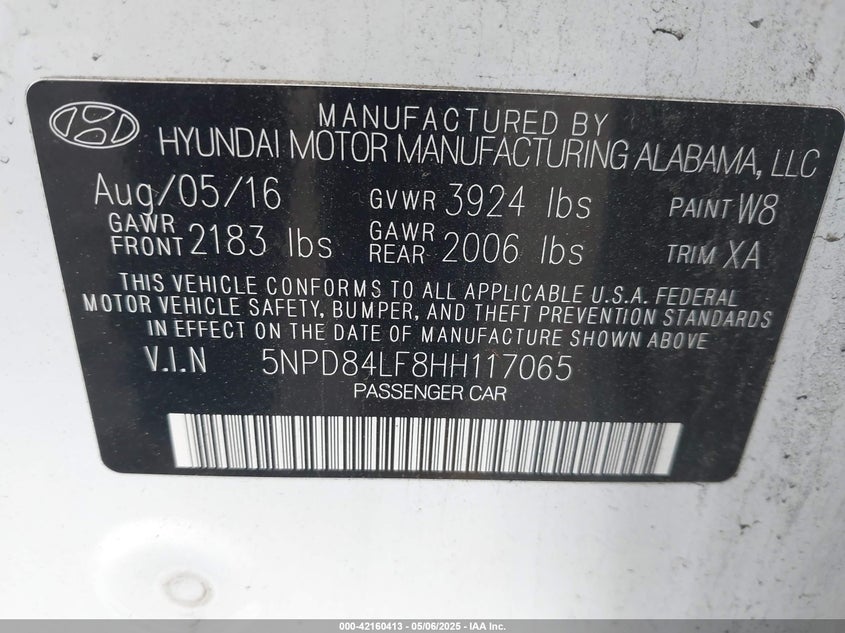 MANUFACTURED BY
HYUNDAI MOTOR MANUFACTURING ALABAMA, LLC
Aug/05/16 GVWR 3924 lbs PAINT W8
GAWR FRONT 2183 lbs GAWR REAR 2006 lbs TRIM XA
THIS VEHICLE CONFORMS TO ALL APPLICABLE U.S.A. FEDERAL
MOTOR VEHICLE SAFETY, BUMPER, AND THEFT PREVENTION STANDARDS
IN EFFECT ON THE DATE OF MANUFACTURE SHOWN ABOVE
V.I.N 5NPD84LF8HH117065
PASSENGER CAR
000-42160413 - 05/06/2025 - IAA Inc.